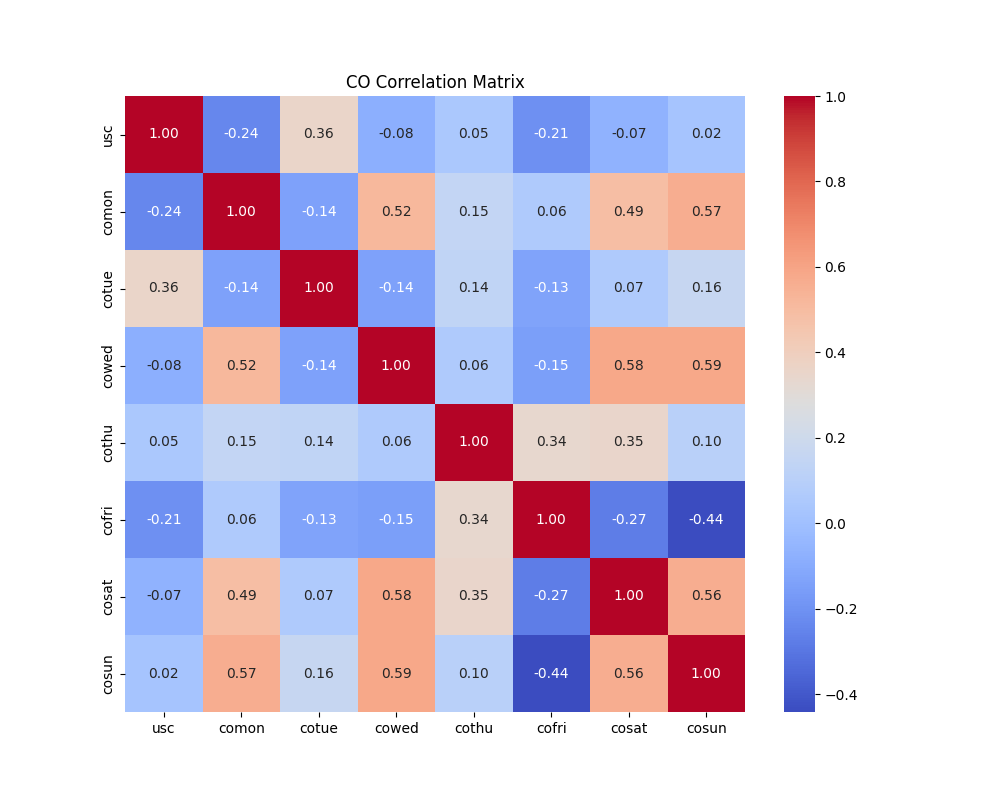 CO Correlation Matrix
usc 1.00 -0.24 0.36 -0.08 0.05 -0.21 -0.07 0.02
comon -0.24 1.00 -0.14 0.52 0.15 0.06 0.49 0.57
cotue 0.36 -0.14 1.00 -0.14 0.14 -0.13 0.07 0.16
cowed -0.08 0.52 -0.14 1.00 0.06 -0.15 0.58 0.59
cothu 0.05 0.15 0.14 0.06 1.00 0.34 0.35 0.10
cofri -0.21 0.06 -0.13 -0.15 0.34 1.00 -0.27 -0.44
cosat -0.07 0.49 0.07 0.58 0.35 -0.27 1.00 0.56
cosun 0.02 0.57 0.16 0.59 0.10 -0.44 0.56 1.00
usc comon cotue cowed cothu cofri cosat cosun
1.0
0.8
0.6
0.4
0.2
0.0
−0.2
−0.4